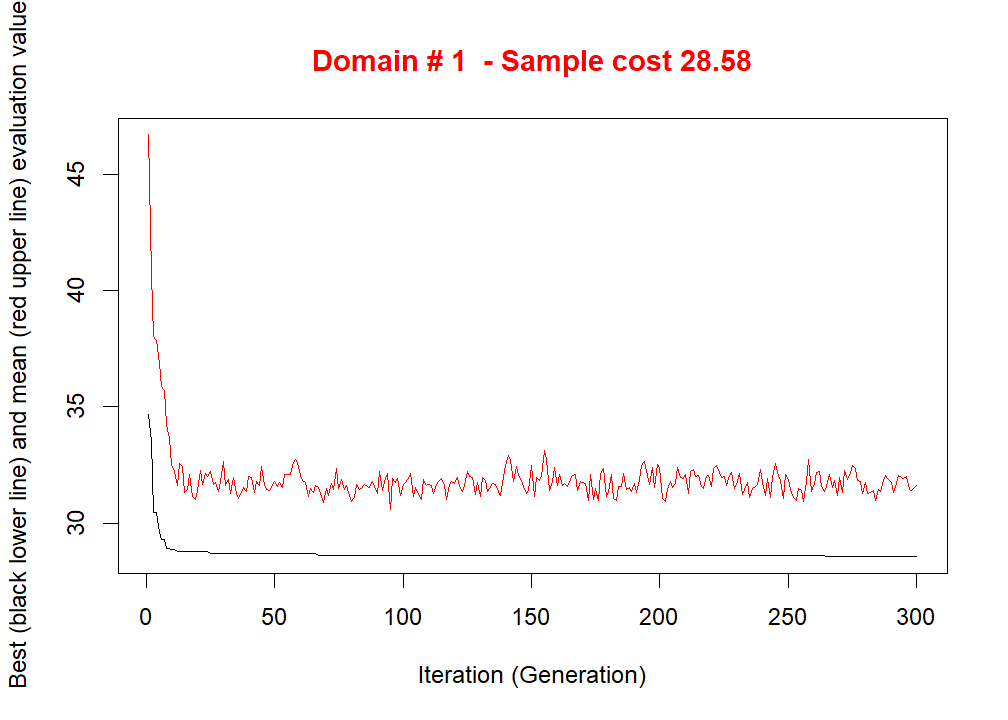 Domain # 1  - Sample cost 28.58
Best (black lower line) and mean (red upper line) evaluation value
45
40
35
30
0 50 100 150 200 250 300
Iteration (Generation)